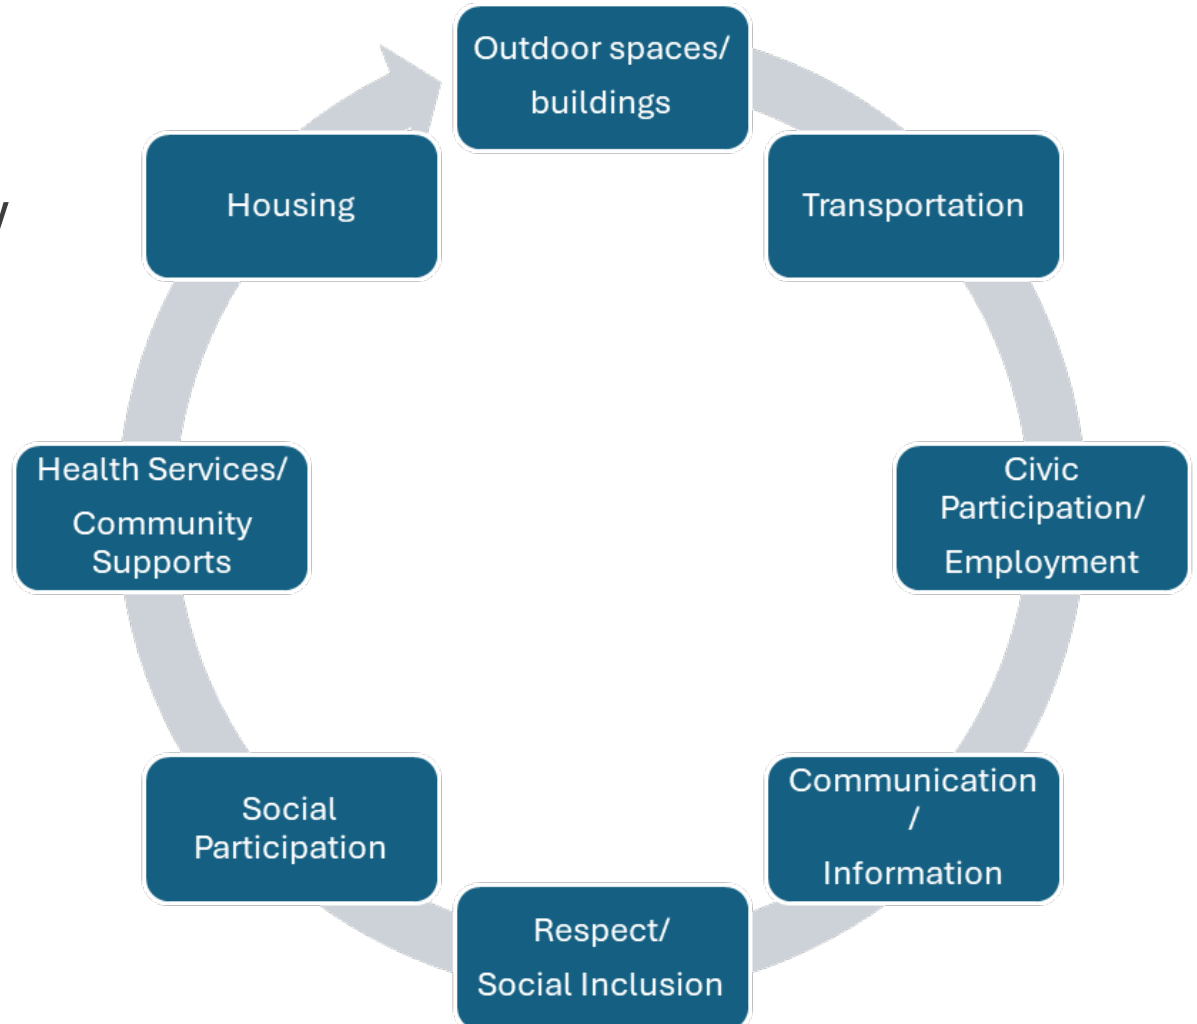 Outdoor spaces/
buildings
Transportation
Civic
Participation/
Employment
Communication
/
Information
Respect/
Social Inclusion
Social
Participation
Health Services/
Community
Supports
Housing